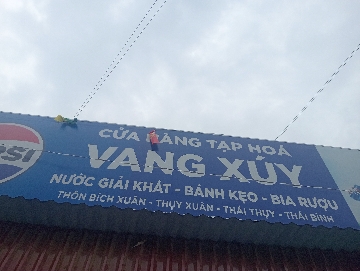 CỬA HÀNG TẠP HOÁ
PEPSI
VANG XÚY
NƯỚC GIẢI KHÁT - BÁNH KẸO - BIA RƯỢU
THÔN BÍCH XUÂN - THỤY XUÂN - THÁI THỤY - THÁI BÌNH